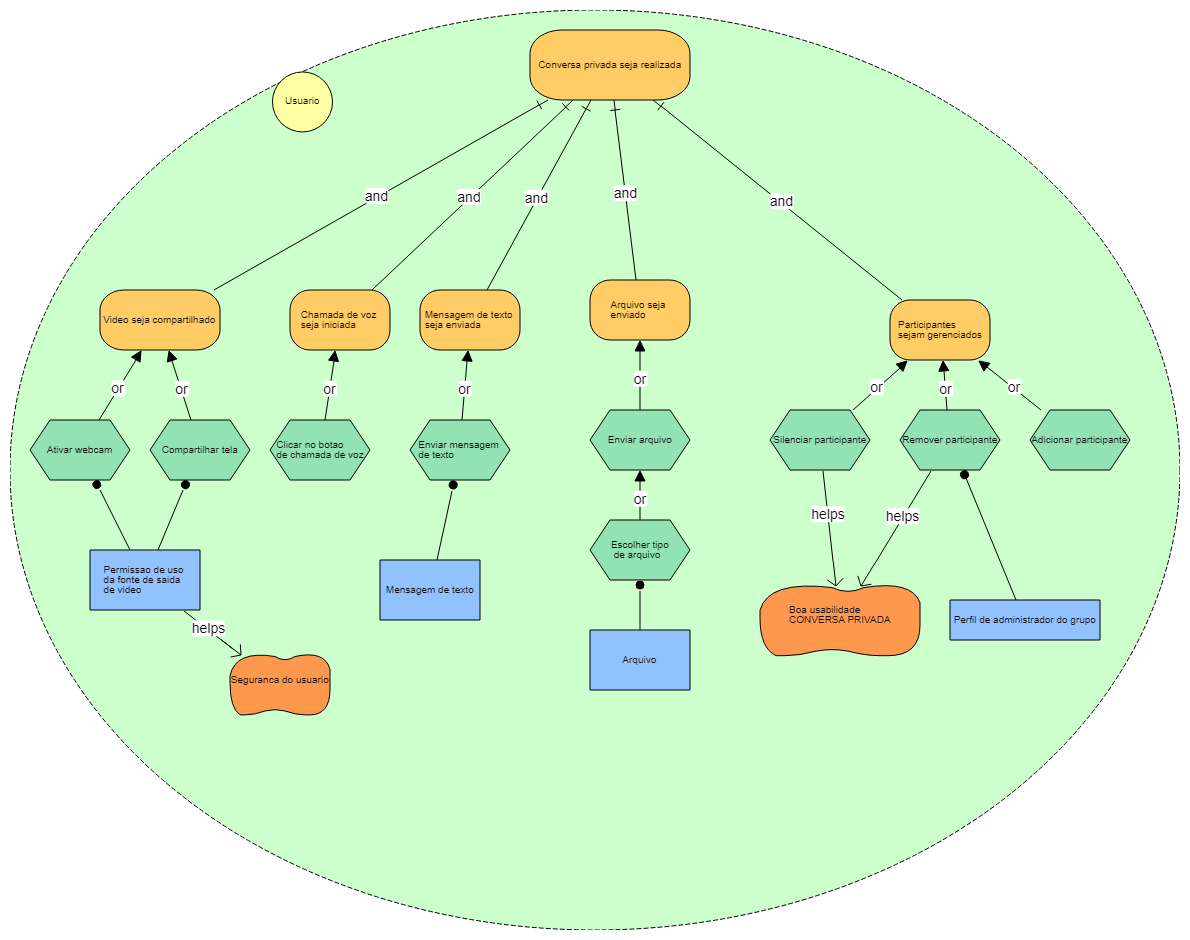 Conversa privada seja realizada
Usuario
and
and
and
and
and
Video seja compartilhado
Chamada de voz
seja iniciada
Mensagem de texto
seja enviada
Arquivo seja
enviado
Participantes
sejam gerenciados
or
or
or
or
or
or
or
or
Ativar webcam
Compartilhar tela
Clicar no botao
de chamada de voz
Enviar mensagem
de texto
Enviar arquivo
Silenciar participante
Remover participante
Adicionar participante
or
helps
helps
Escolher tipo
de arquivo
Permissao de uso
da fonte de saida
de video
Mensagem de texto
Boa usabilidade
CONVERSA PRIVADA
Perfil de administrador do grupo
helps
Arquivo
Seguranca do usuario